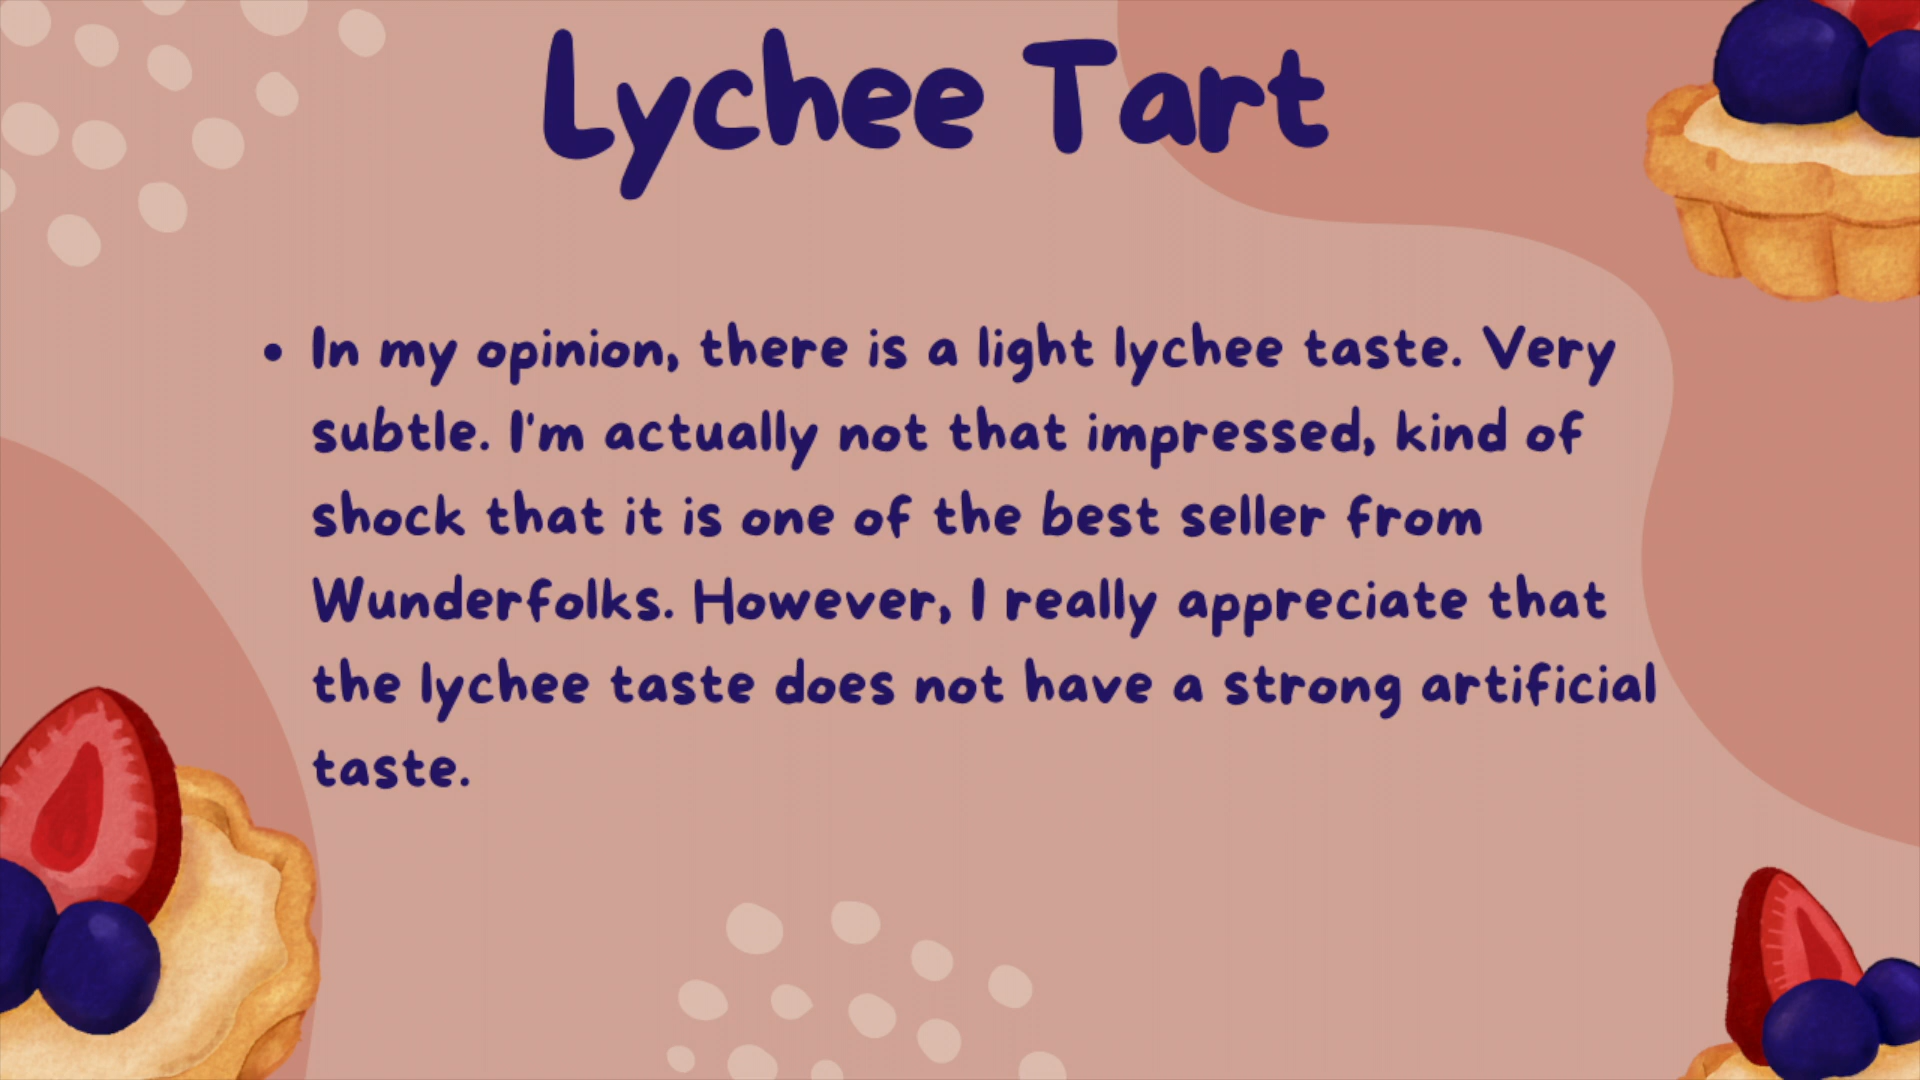 Lychee Tart
• In my opinion, there is a light lychee taste. Very
subtle. I'm actually not that impressed, kind of
shock that it is one of the best seller from
Wunderfolks. However, I really appreciate that
the lychee taste does not have a strong artificial
taste.